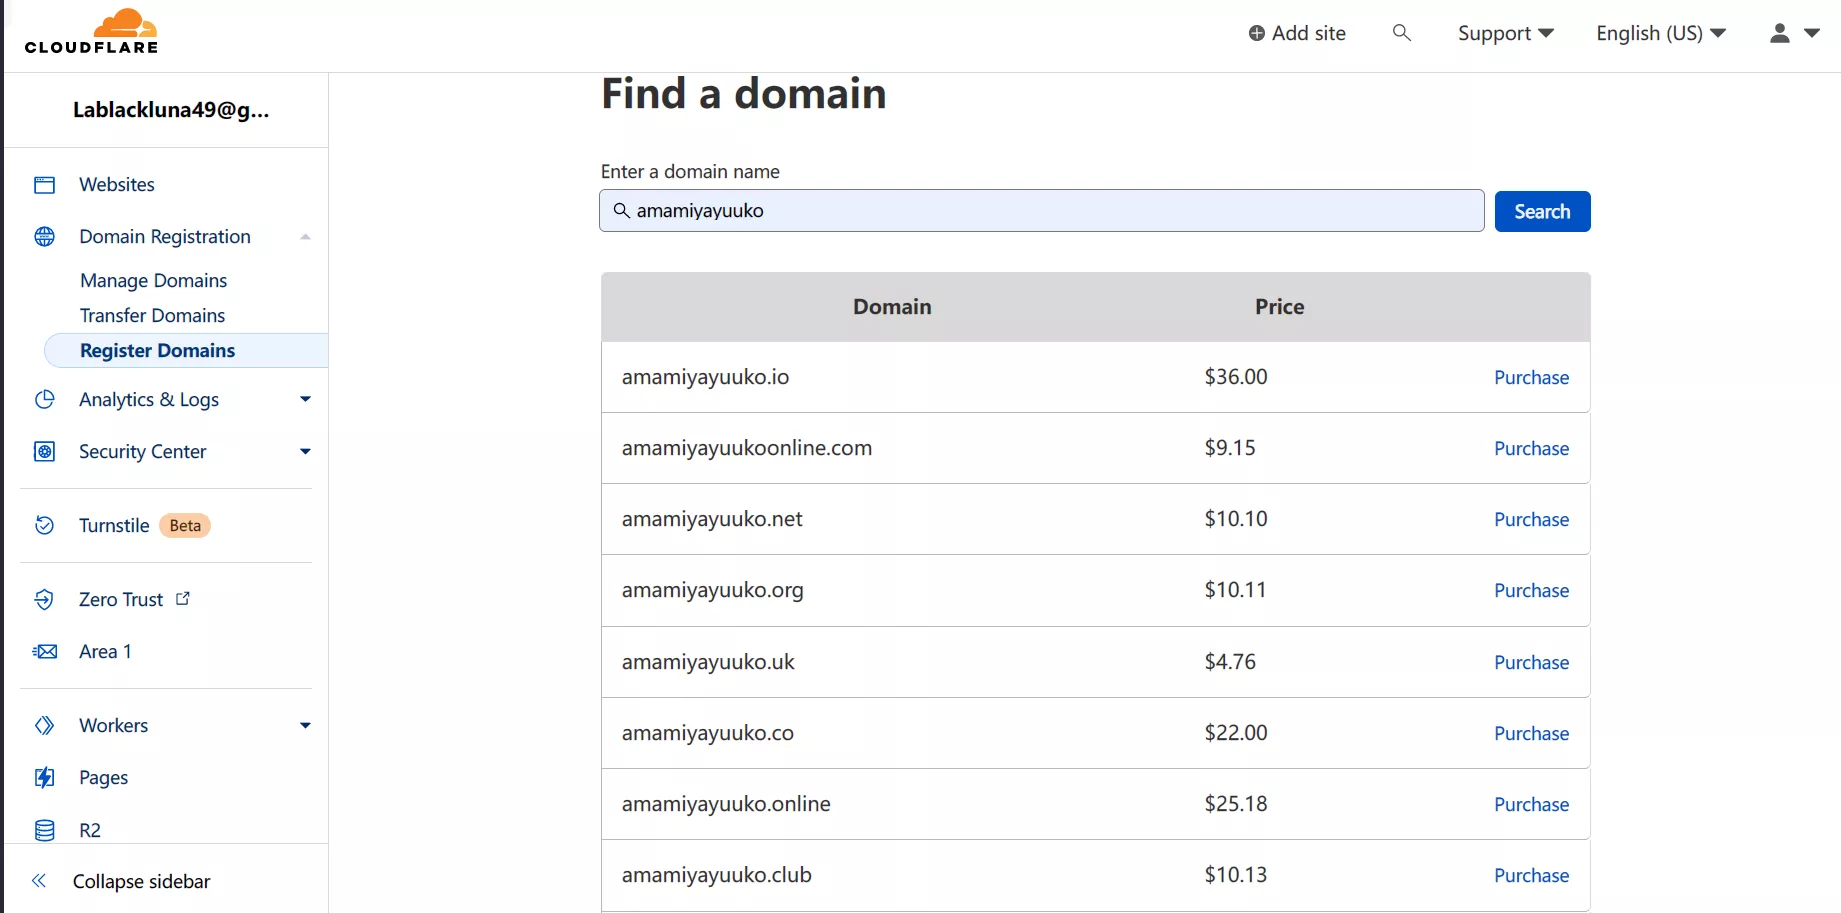 CLOUDFLARE
Add site
Support
English (US)
Lablackluna49@g...
Websites
Domain Registration
Manage Domains
Transfer Domains
Register Domains
Analytics & Logs
Security Center
Turnstile Beta
Zero Trust
Area 1
Workers
Pages
R2
Collapse sidebar
Find a domain
Enter a domain name
amamiyayuuko Search
Domain Price
amamiyayuuko.io $36.00 Purchase
amamiyayuukoonline.com $9.15 Purchase
amamiyayuuko.net $10.10 Purchase
amamiyayuuko.org $10.11 Purchase
amamiyayuuko.uk $4.76 Purchase
amamiyayuuko.co $22.00 Purchase
amamiyayuuko.online $25.18 Purchase
amamiyayuuko.club $10.13 Purchase